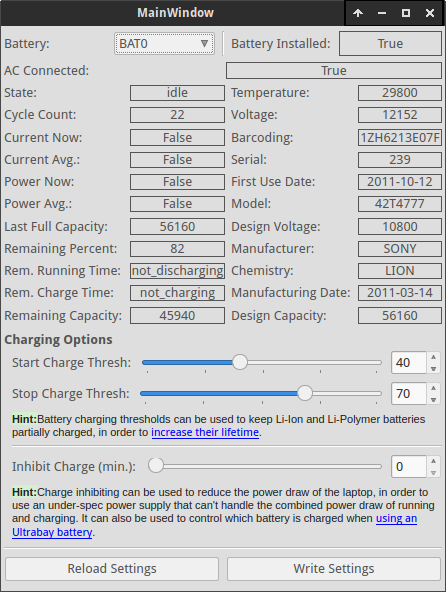 MainWindow
Battery: BAT0 Battery Installed: True
AC Connected: True
State: idle Temperature: 29800
Cycle Count: 22 Voltage: 12152
Current Now: False Barcoding: 1ZH6213E07F
Current Avg.: False Serial: 239
Power Now: False First Use Date: 2011-10-12
Power Avg.: False Model: 42T4777
Last Full Capacity: 56160 Design Voltage: 10800
Remaining Percent: 82 Manufacturer: SONY
Rem. Running Time: not_discharging Chemistry: LION
Rem. Charge Time: not_charging Manufacturing Date: 2011-03-14
Remaining Capacity: 45940 Design Capacity: 56160
Charging Options
Start Charge Thresh: 40
Stop Charge Thresh: 70
Hint:Battery charging thresholds can be used to keep Li-Ion and Li-Polymer batteries
partially charged, in order to increase their lifetime.
Inhibit Charge (min.): 0
Hint:Charge inhibiting can be used to reduce the power draw of the laptop, in order to
use an under-spec power supply that can't handle the combined power draw of running
and charging. It can also be used to control which battery is charged when using an
Ultrabay battery.
Reload Settings Write Settings